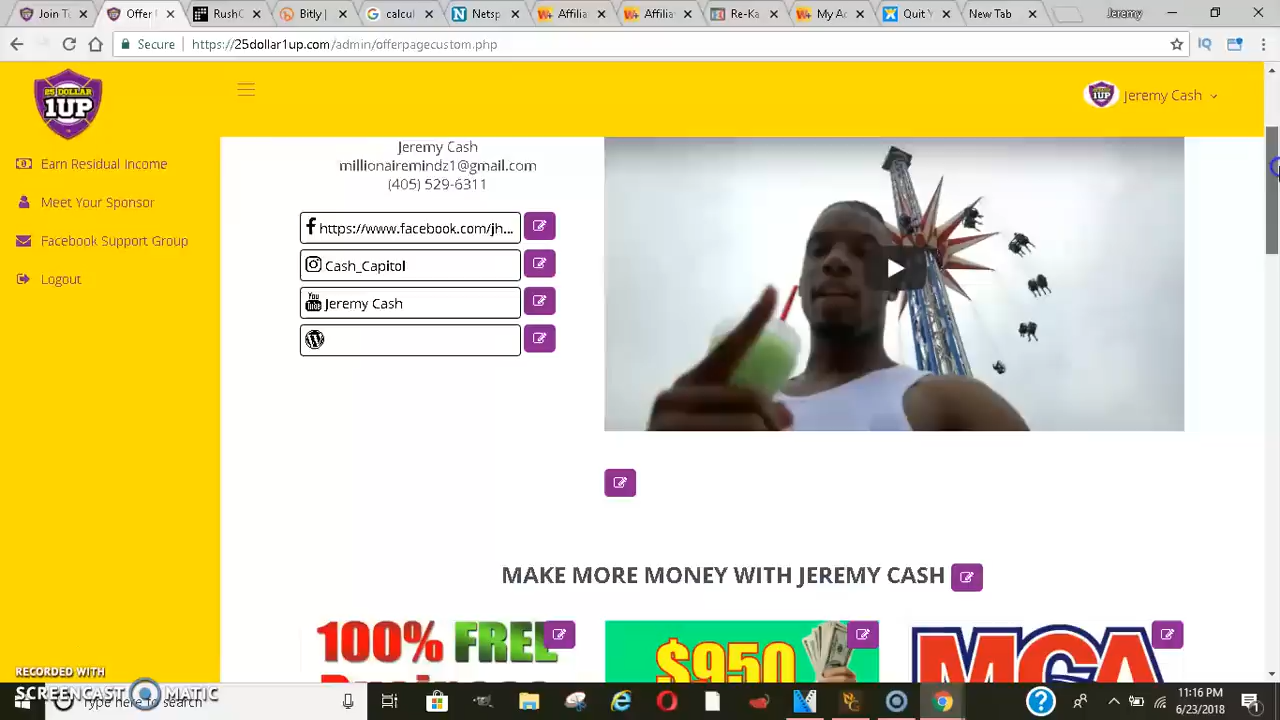 Join T
Offer I
RushC
Bitly |
calcul
Netsp
Affilia
Affilia
Re-Ka
My A
Quit Y
New Tab
Jeremy
Secure
https://25dollar1up.com/admin/offerpagecustom.php
25 DOLLAR
1UP
Jeremy Cash
Earn Residual Income
Meet Your Sponsor
Facebook Support Group
Logout
Jeremy Cash
millionairemindz1@gmail.com
(405) 529-6311
https://www.facebook.com/jh...
Cash_Capitol
Jeremy Cash
MAKE MORE MONEY WITH JEREMY CASH
100% FREE
$950
MCA
RECORDED WITH
SCREENCAST MATIC
Type here to search
11:16 PM
6/23/2018